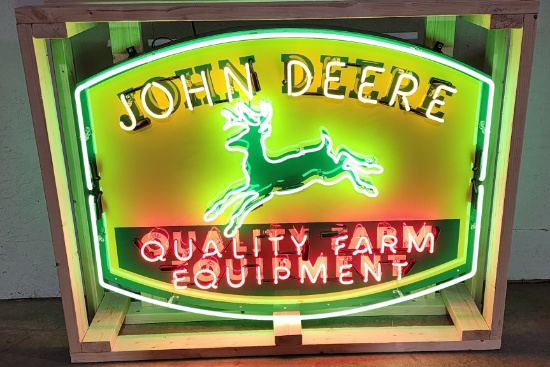 JOHN DEERE
QUALITY FARM
EQUIPMENT